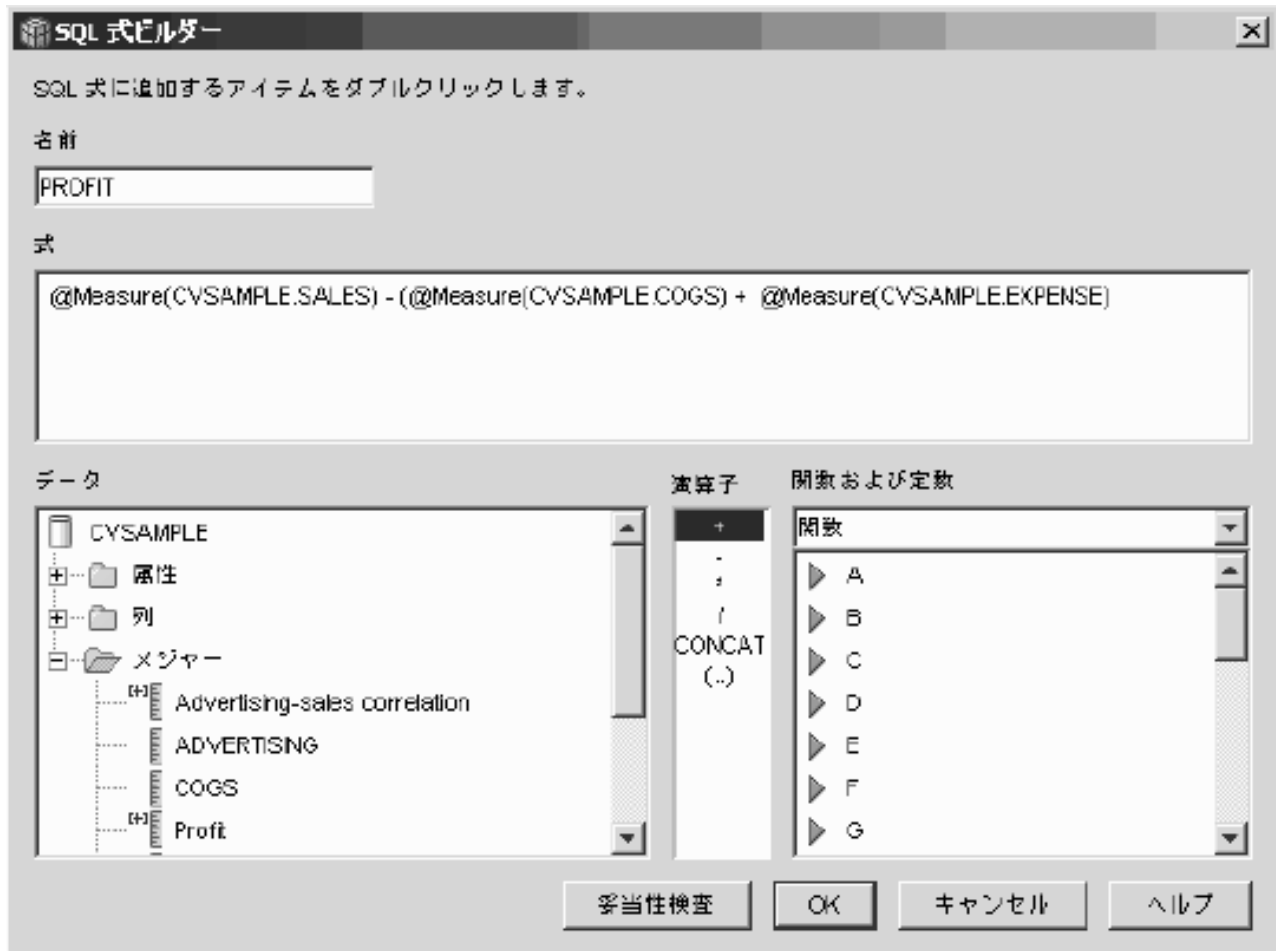 SQL 式ビルダー
SQL 式に追加するアイテムをダブルクリックします。
名前
PROFIT
式
@Measure(CVSAMPLE.SALES) - (@Measure(CVSAMPLE.COGS) + @Measure(CVSAMPLE.EXPENSE)
データ
CVSAMPLE
属性
列
メジャー
Advertising-sales correlation
ADVERTISING
COGS
Profit
演算子
+
-
*
/
CONCAT
(..)
関数および定数
関数
A
B
C
D
E
F
G
妥当性検査
OK
キャンセル
ヘルプ